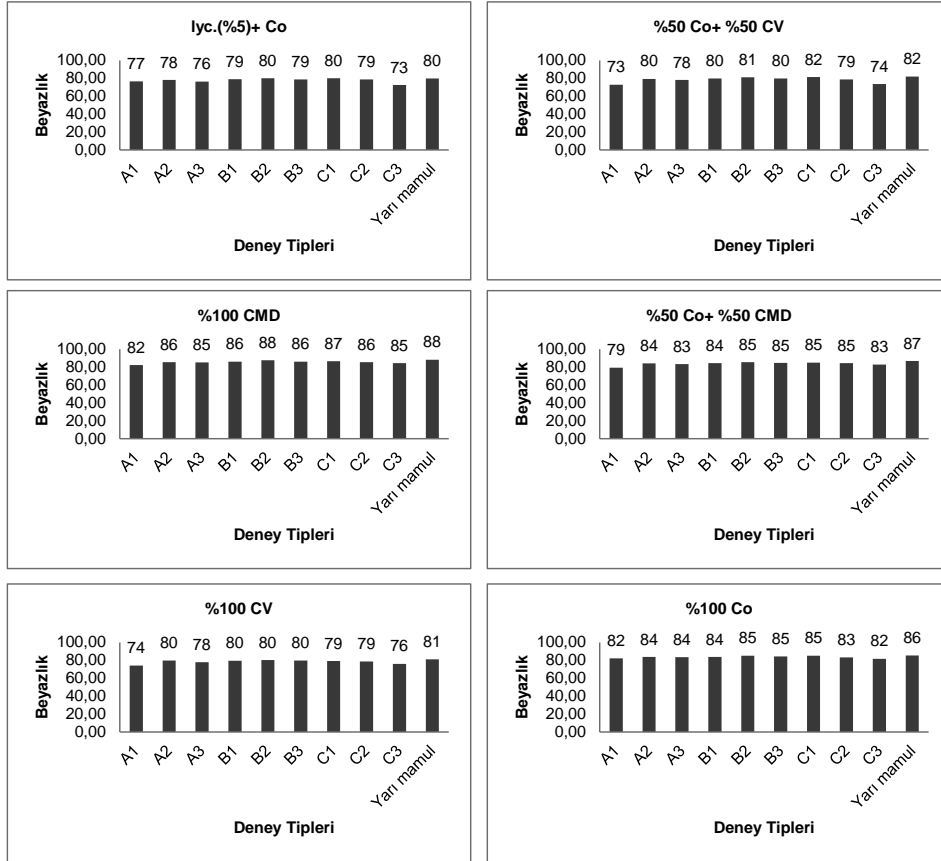 lyc.(%5)+ Co
Beyazlık
100,00
80,00
60,00
40,00
20,00
0,00
77 78 76 79 80 79 80 79 73 80
A1 A2 A3 B1 B2 B3 C1 C2 C3 Yarı mamul
Deney Tipleri
%50 Co+ %50 CV
Beyazlık
100,00
80,00
60,00
40,00
20,00
0,00
73 80 78 80 81 80 82 79 74 82
A1 A2 A3 B1 B2 B3 C1 C2 C3 Yarı mamul
Deney Tipleri
%100 CMD
Beyazlık
100,00
80,00
60,00
40,00
20,00
0,00
82 86 85 86 88 86 87 86 85 88
A1 A2 A3 B1 B2 B3 C1 C2 C3 Yarı mamul
Deney Tipleri
%50 Co+ %50 CMD
Beyazlık
100,00
80,00
60,00
40,00
20,00
0,00
79 84 83 84 85 85 85 85 83 87
A1 A2 A3 B1 B2 B3 C1 C2 C3 Yarı mamul
Deney Tipleri
%100 CV
Beyazlık
100,00
80,00
60,00
40,00
20,00
0,00
74 80 78 80 80 80 79 79 76 81
A1 A2 A3 B1 B2 B3 C1 C2 C3 Yarı mamul
Deney Tipleri
%100 Co
Beyazlık
100,00
80,00
60,00
40,00
20,00
0,00
82 84 84 84 85 85 85 83 82 86
A1 A2 A3 B1 B2 B3 C1 C2 C3 Yarı mamul
Deney Tipleri